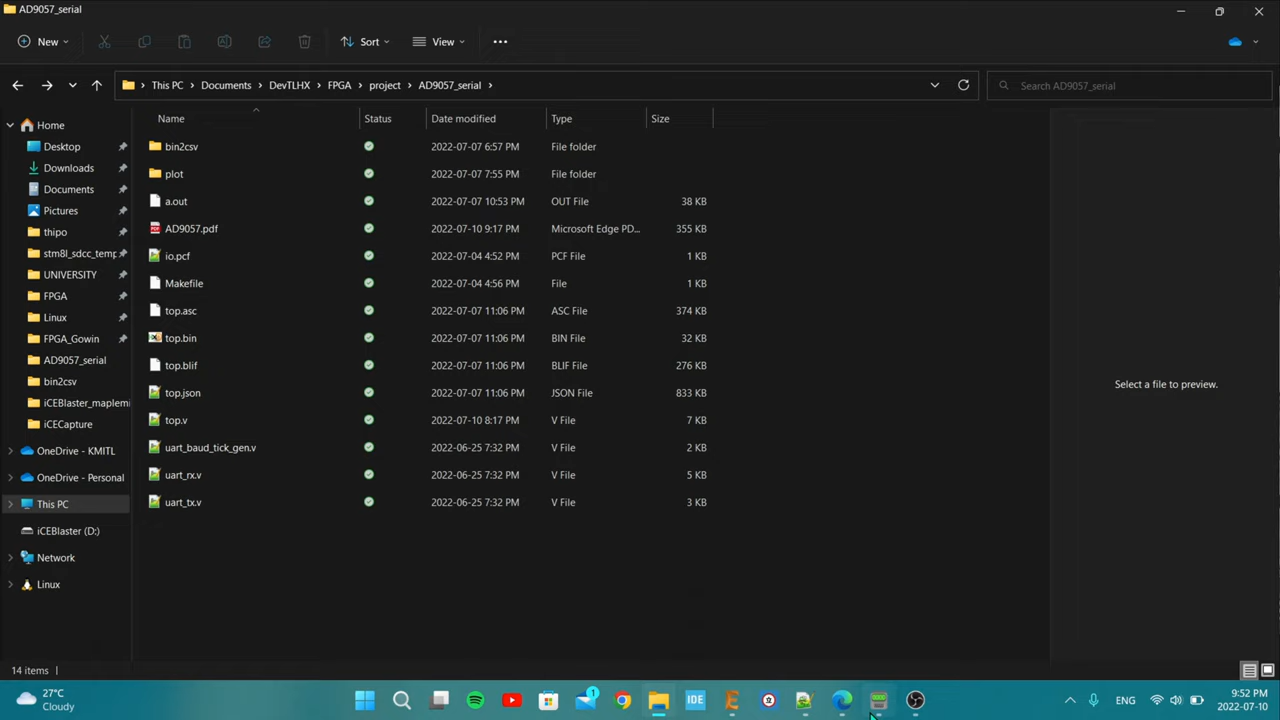 AD9057_serial
New
Sort
View
This PC > Documents > DevTLHX > FPGA > project > AD9057_serial >
Search AD9057_serial
Name Status Date modified Type Size
Home
Desktop
Downloads
Documents
Pictures
thipo
stm8l_sdcc_temp
UNIVERSITY
FPGA
Linux
FPGA_Gowin
AD9057_serial
bin2csv
iCEBlaster_maplemi
iCECapture
OneDrive - KMITL
OneDrive - Personal
This PC
iCEBlaster (D:)
Network
Linux
bin2csv 2022-07-07 6:57 PM File folder
plot 2022-07-07 7:55 PM File folder
a.out 2022-07-07 10:53 PM OUT File 38 KB
AD9057.pdf 2022-07-10 9:17 PM Microsoft Edge PD... 355 KB
io.pcf 2022-07-04 4:52 PM PCF File 1 KB
Makefile 2022-07-04 4:56 PM File 1 KB
top.asc 2022-07-07 11:06 PM ASC File 374 KB
top.bin 2022-07-07 11:06 PM BIN File 32 KB
top.blif 2022-07-07 11:06 PM BLIF File 276 KB
top.json 2022-07-07 11:06 PM JSON File 833 KB
top.v 2022-07-10 8:17 PM V File 7 KB
uart_baud_tick_gen.v 2022-06-25 7:32 PM V File 2 KB
uart_rx.v 2022-06-25 7:32 PM V File 5 KB
uart_tx.v 2022-06-25 7:32 PM V File 3 KB
Select a file to preview.
14 items
27°C
Cloudy
IDE
1
ENG
9:52 PM
2022-07-10